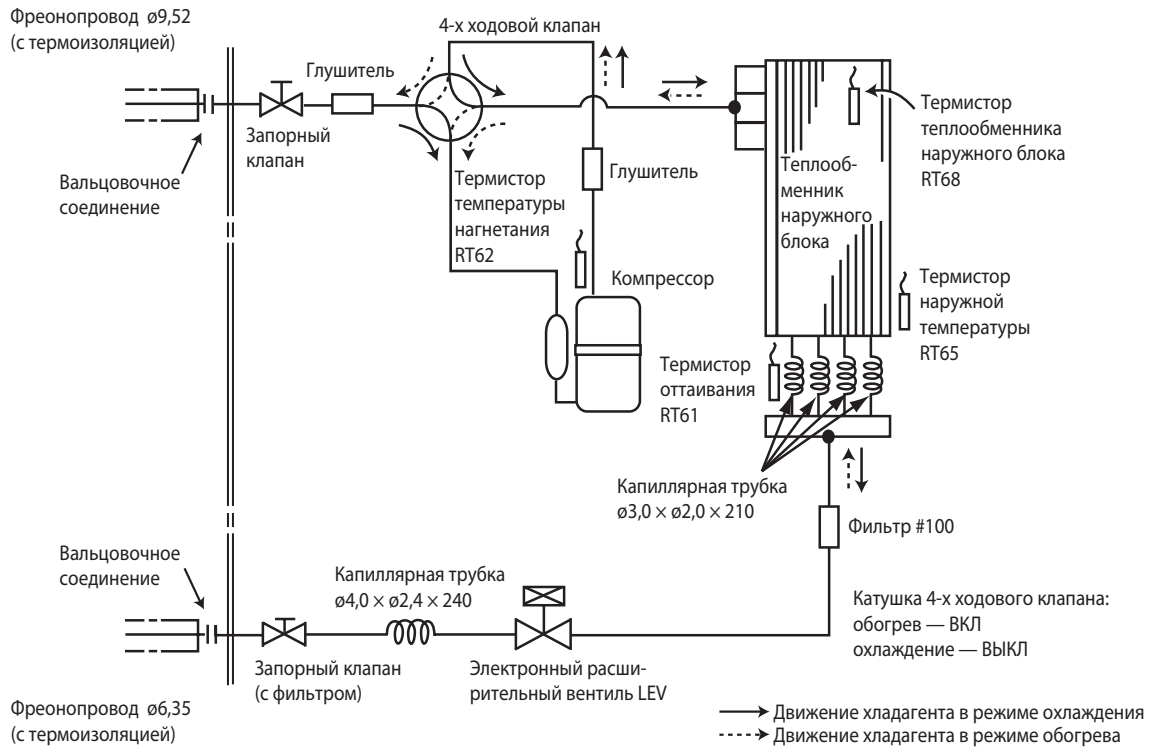 Фреонопровод ø9,52
(с термоизоляцией)
4-х ходовой клапан
Глушитель
Запорный
клапан
Вальцовочное
соединение
Термистор
температуры
нагнетания
RT62
Глушитель
Компрессор
Теплооб-
менник
наружного
блока
Термистор
теплообменника
наружного блока
RT68
Термистор
наружной
температуры
RT65
Термистор
оттаивания
RT61
Капиллярная трубка
ø3,0 × ø2,0 × 210
Фильтр #100
Вальцовочное
соединение
Капиллярная трубка
ø4,0 × ø2,4 × 240
Запорный клапан
(с фильтром)
Электронный расши-
рительный вентиль LEV
Катушка 4-х ходового клапана:
обогрев — ВКЛ
охлаждение — ВЫКЛ
Фреонопровод ø6,35
(с термоизоляцией)
Движение хладагента в режиме охлаждения
Движение хладагента в режиме обогрева